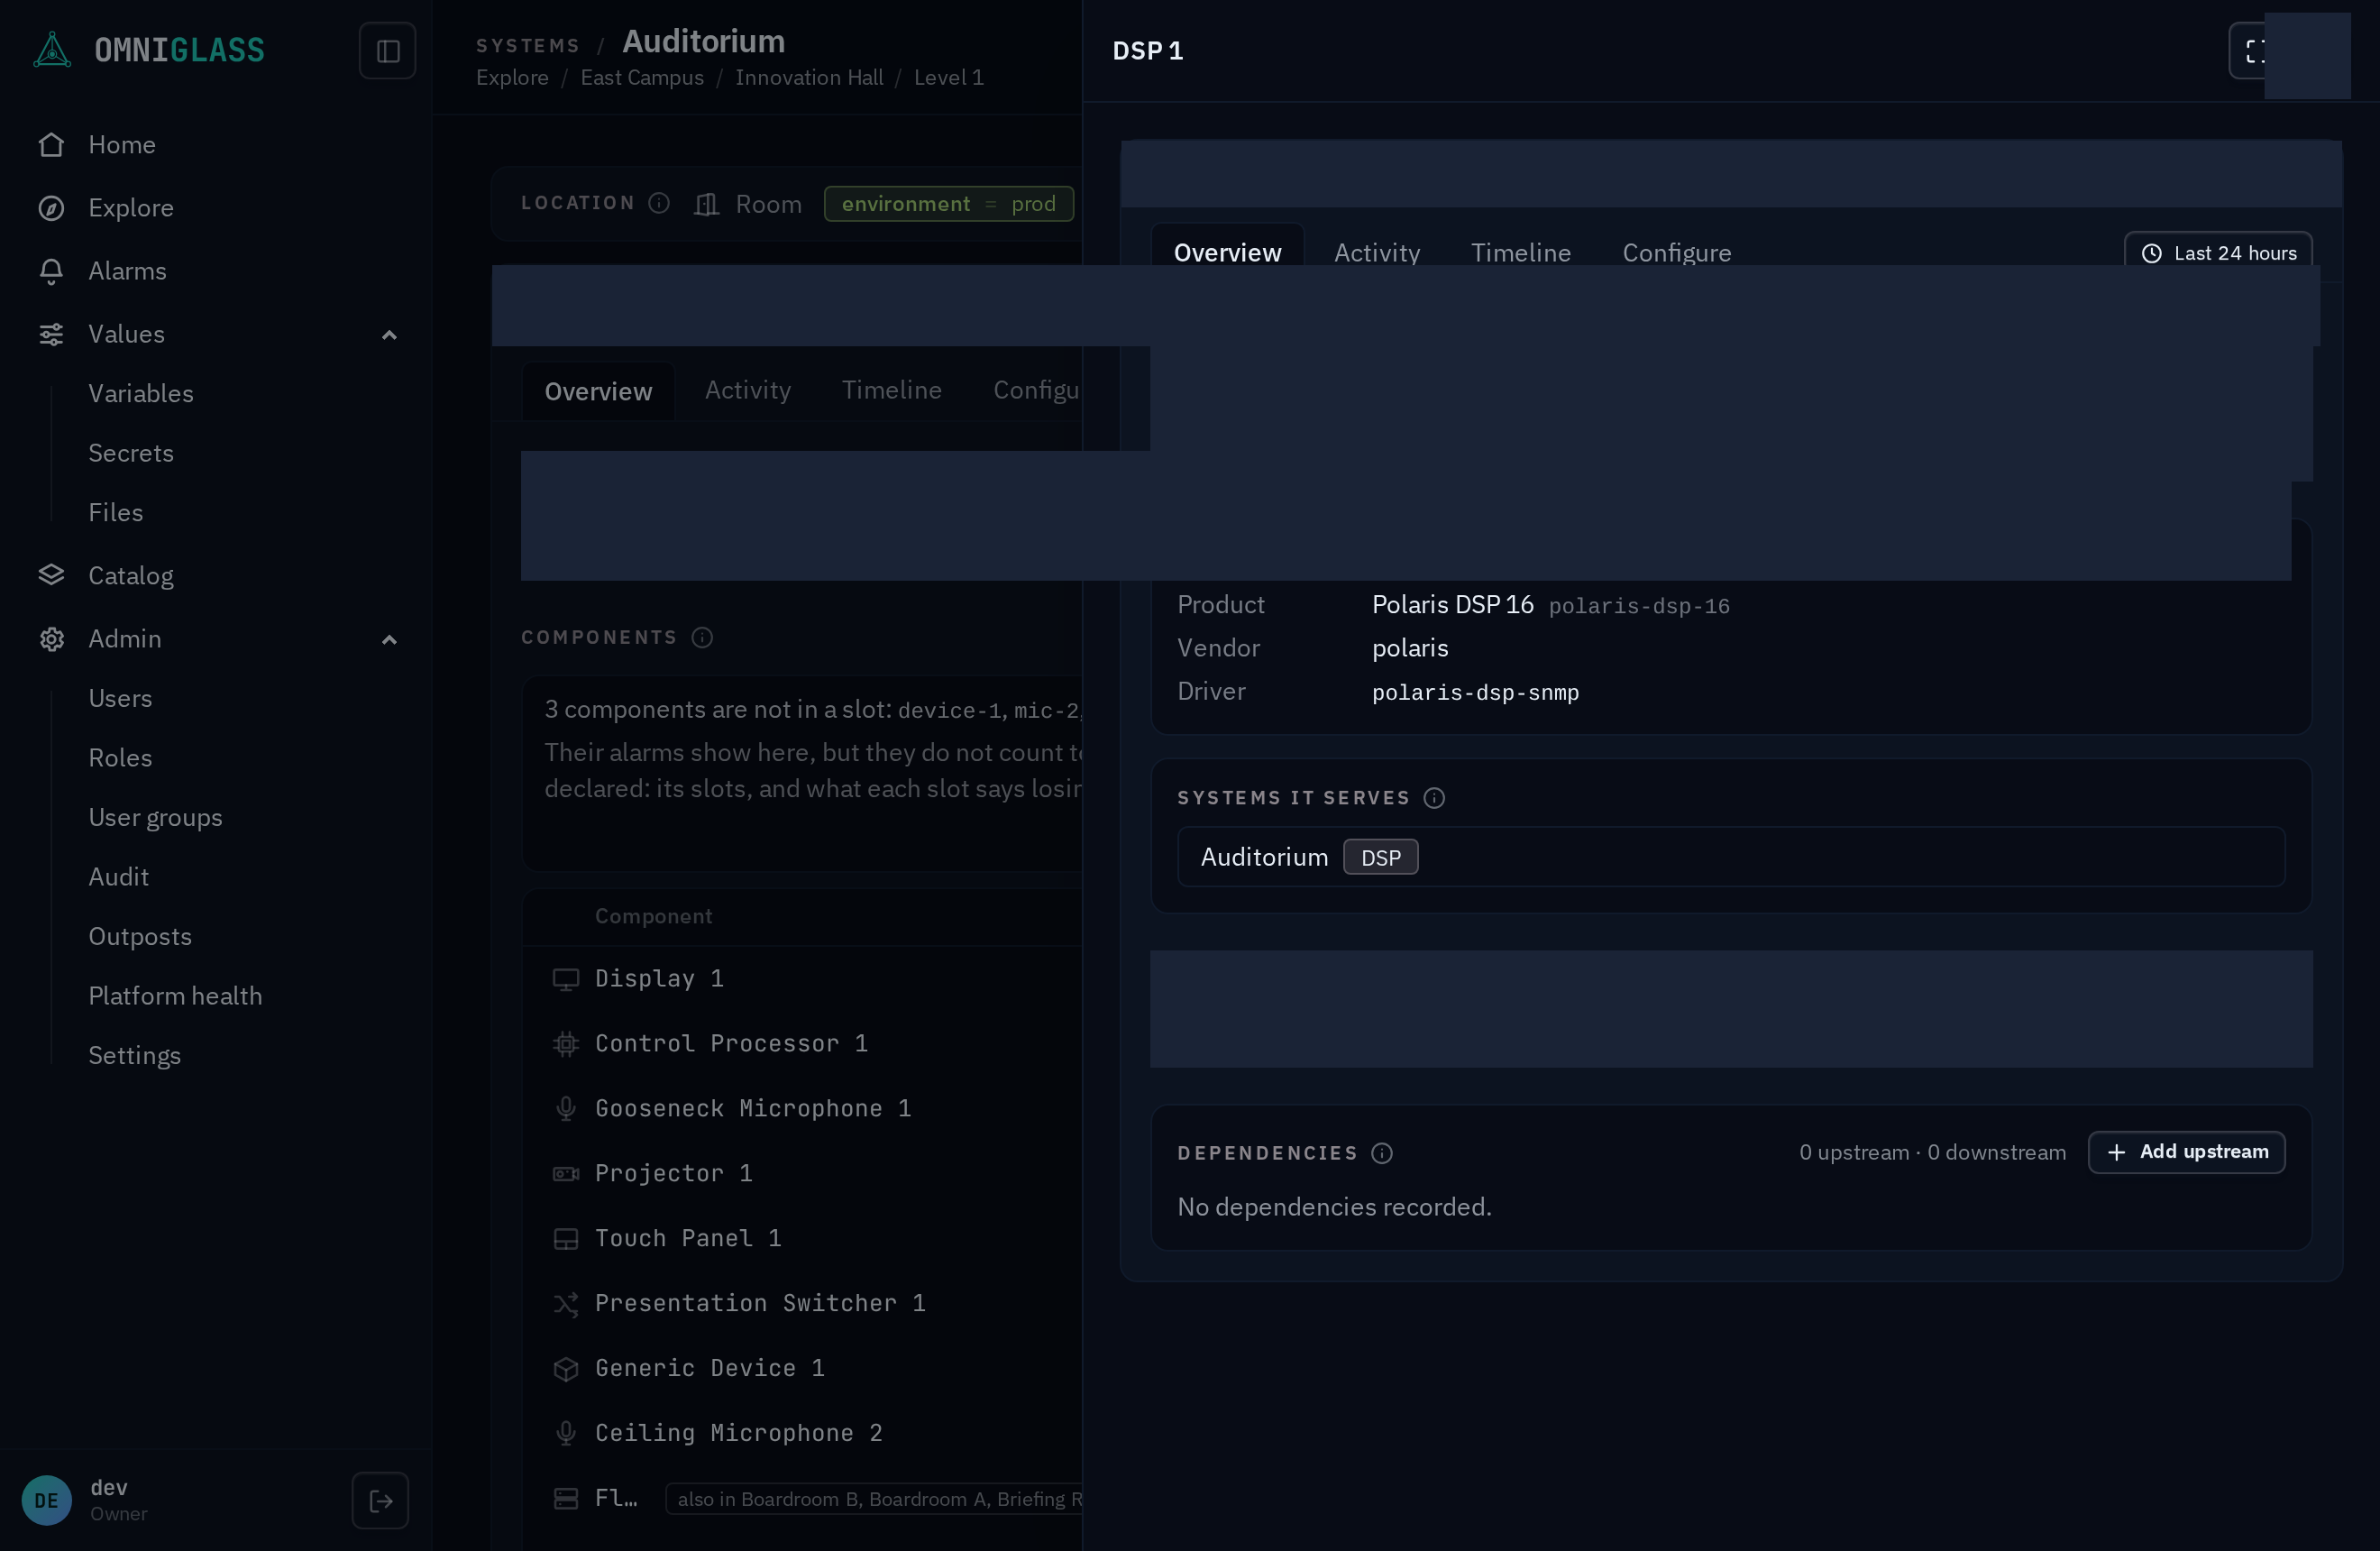 OMNIGLASS
Home
Explore
Alarms
Values
Variables
Secrets
Files
Catalog
Admin
Users
Roles
User groups
Audit
Outposts
Platform health
Settings
DE
dev
Owner
SYSTEMS / Auditorium
Explore / East Campus / Innovation Hall / Level 1
LOCATION Room environment = prod
Overview Activity Timeline Configu
COMPONENTS
3 components are not in a slot: device-1, mic-2,
Their alarms show here, but they do not count
declared: its slots, and what each slot says
Component
Display 1
Control Processor 1
Gooseneck Microphone 1
Projector 1
Touch Panel 1
Presentation Switcher 1
Generic Device 1
Ceiling Microphone 2
Fl… also in Boardroom B, Boardroom A, Briefing R
DSP 1
Overview Activity Timeline Configure Last 24 hours
Product Polaris DSP 16 polaris-dsp-16
Vendor polaris
Driver polaris-dsp-snmp
SYSTEMS IT SERVES
Auditorium DSP
DEPENDENCIES 0 upstream · 0 downstream Add upstream
No dependencies recorded.